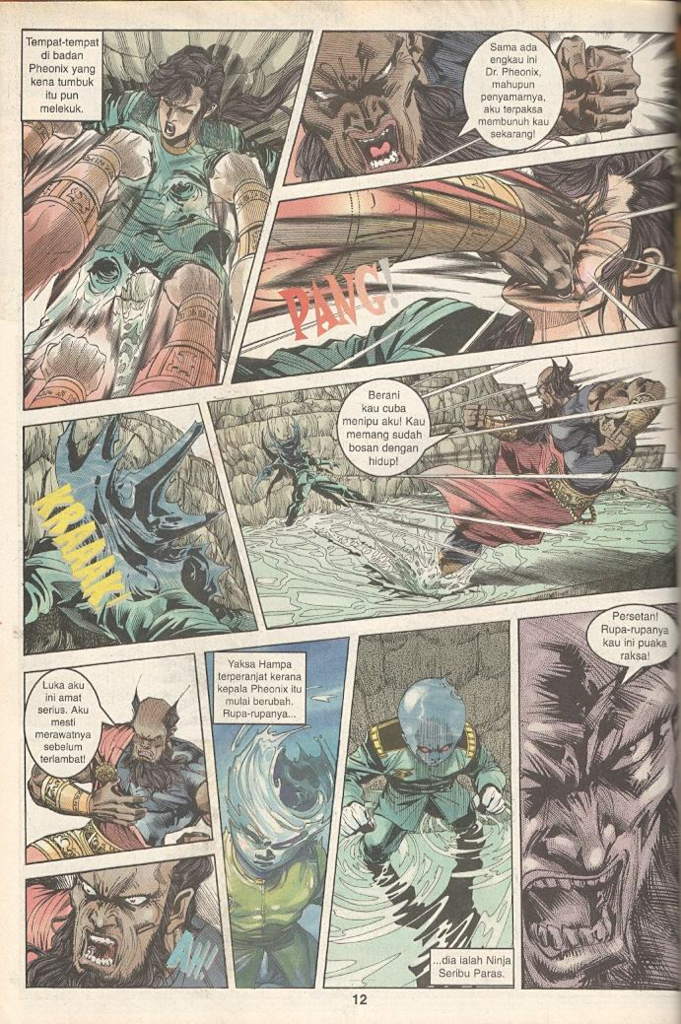 Tempat-tempat
di badan
Pheonix yang
kena tumbuk
itu pun
melekuk.
Sama ada
engkau ini
Dr. Pheonix,
mahupun
penyamarnya,
aku terpaksa
membunuh kau
sekarang!
PANG!
KRAAAAK!
Berani
kau cuba
menipu aku! Kau
memang sudah
bosan dengan
hidup!
Luka aku
ini amat
serius. Aku
mesti
merawatnya
sebelum
terlambat!
AH!
Yaksa Hampa
terperanjat kerana
kepala Pheonix itu
mulai berubah.
Rupa-rupanya...
...dia ialah Ninja
Seribu Paras.
Persetan!
Rupa-rupanya
kau ini puaka
raksa!
12